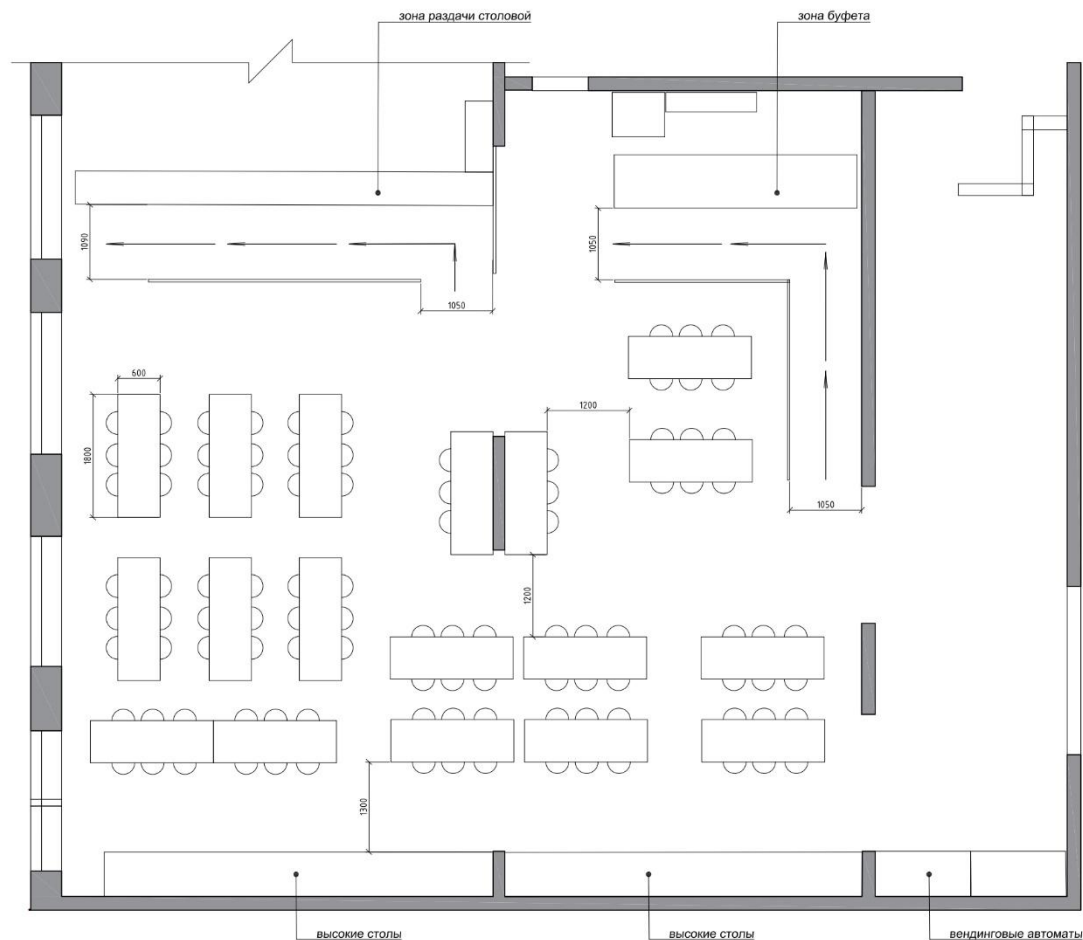 зона раздачи столовой
зона буфета
1090
1050
1050
600
1800
1200
1050
1200
1300
высокие столы
высокие столы
вендинговые автоматы